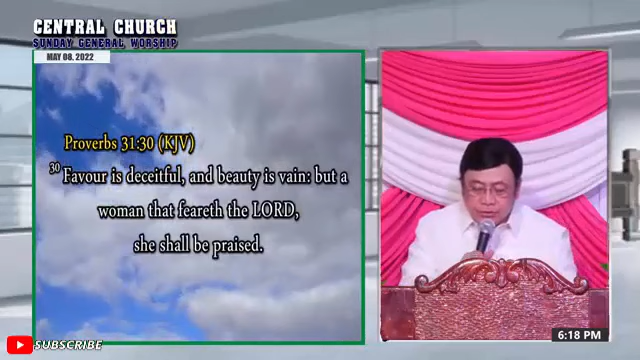 CENTRAL CHURCH
SUNDAY GENERAL WORSHIP
MAY 08, 2022
Proverbs 31:30 (KJV)
30 Favour is deceitful, and beauty is vain: but a
woman that feareth the LORD,
she shall be praised.
SUBSCRIBE
6:18 PM